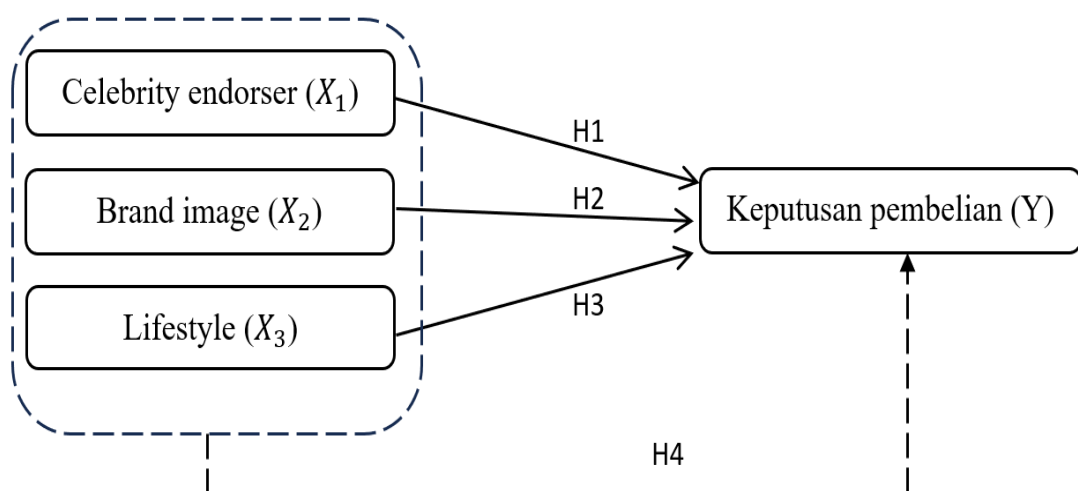 Celebrity endorser (X₁)
H1
Brand image (X₂)
H2
Keputusan pembelian (Y)
Lifestyle (X₃)
H3
H4